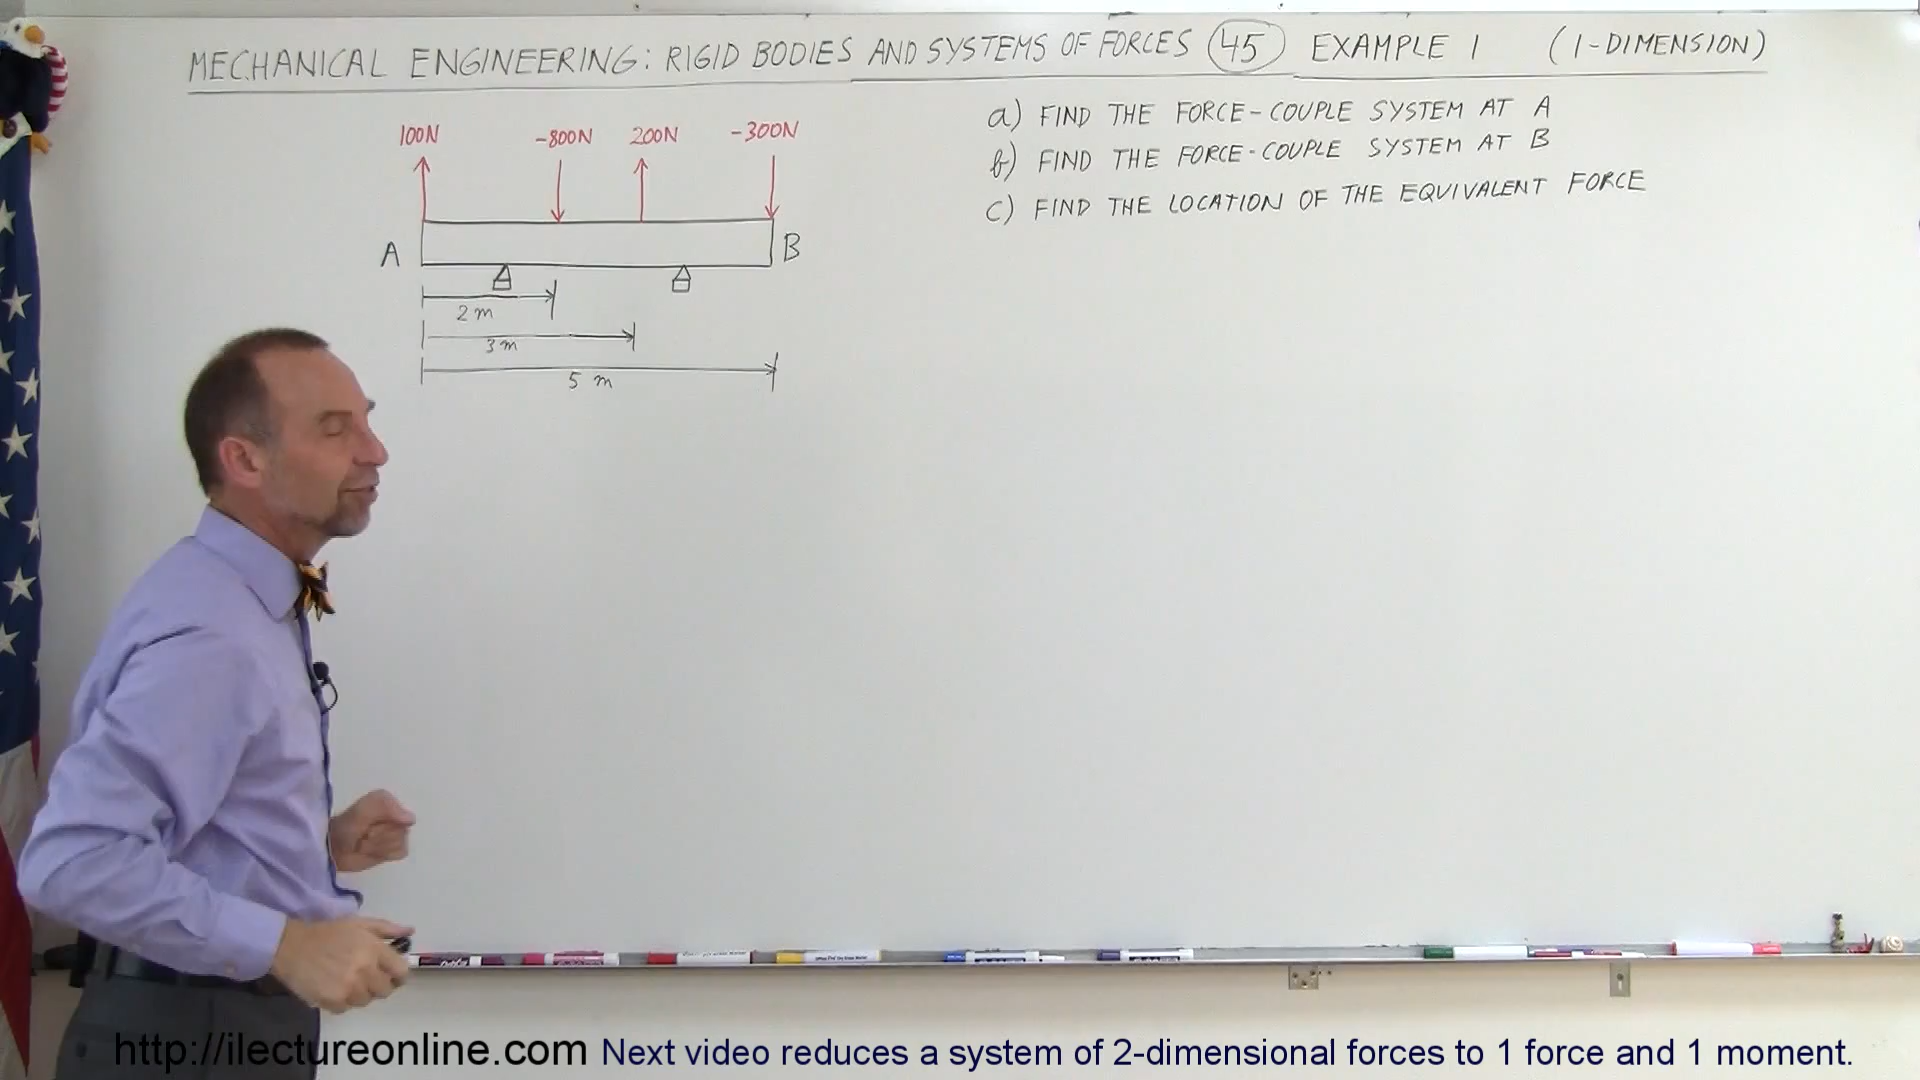 MECHANICAL ENGINEERING: RIGID BODIES AND SYSTEMS OF FORCES 45 EXAMPLE 1 (1-DIMENSION)
a) FIND THE FORCE-COUPLE SYSTEM AT A
b) FIND THE FORCE-COUPLE SYSTEM AT B
c) FIND THE LOCATION OF THE EQUIVALENT FORCE
100N -800N 200N -300N
A B
2 m
3 m
5 m
http://ilectureonline.com Next video reduces a system of 2-dimensional forces to 1 force and 1 moment.